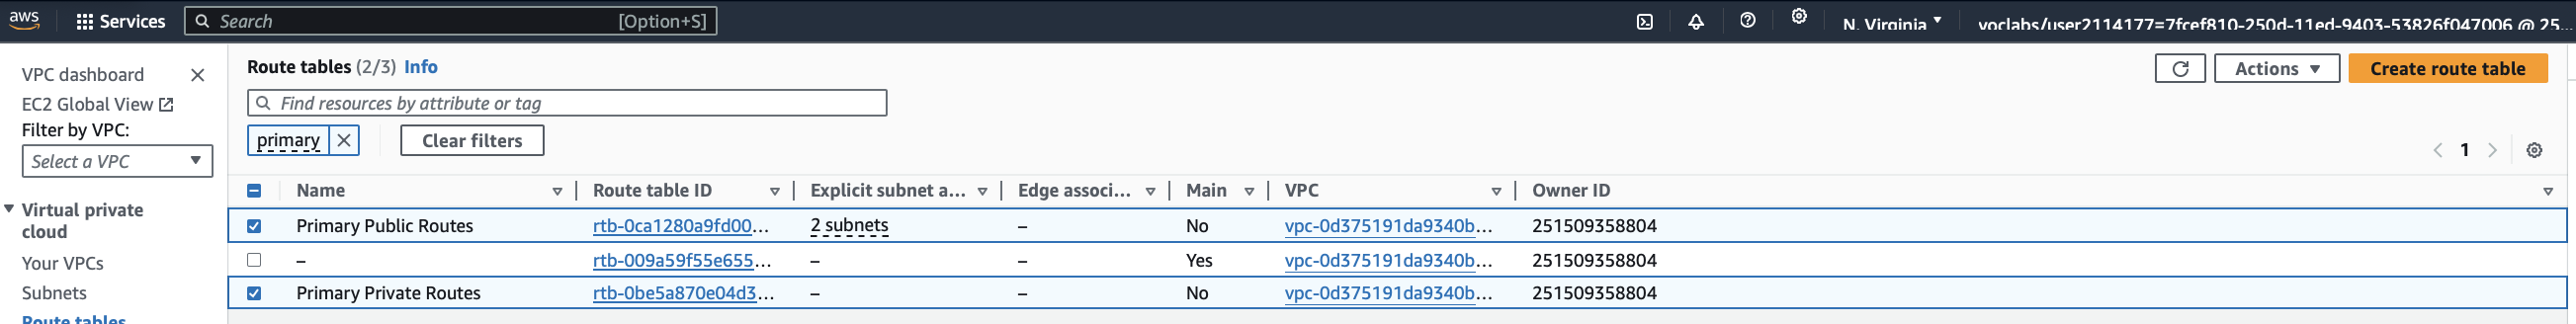 aws Services Search [Option+S] N. Virginia voclabs/user2114177=7fcef810-250d-11ed-9403-53826f047006 @ 25...
VPC dashboard
EC2 Global View
Filter by VPC:
Select a VPC
Virtual private
cloud
Your VPCs
Subnets
Route tables
Route tables (2/3) Info
Actions Create route table
Find resources by attribute or tag
primary Clear filters
1
Name Route table ID Explicit subnet a... Edge associ... Main VPC Owner ID
Primary Public Routes rtb-0ca1280a9fd00... 2 subnets – No vpc-0d375191da9340b... 251509358804
– rtb-009a59f55e655... – – Yes vpc-0d375191da9340b... 251509358804
Primary Private Routes rtb-0be5a870e04d3... – – No vpc-0d375191da9340b... 251509358804